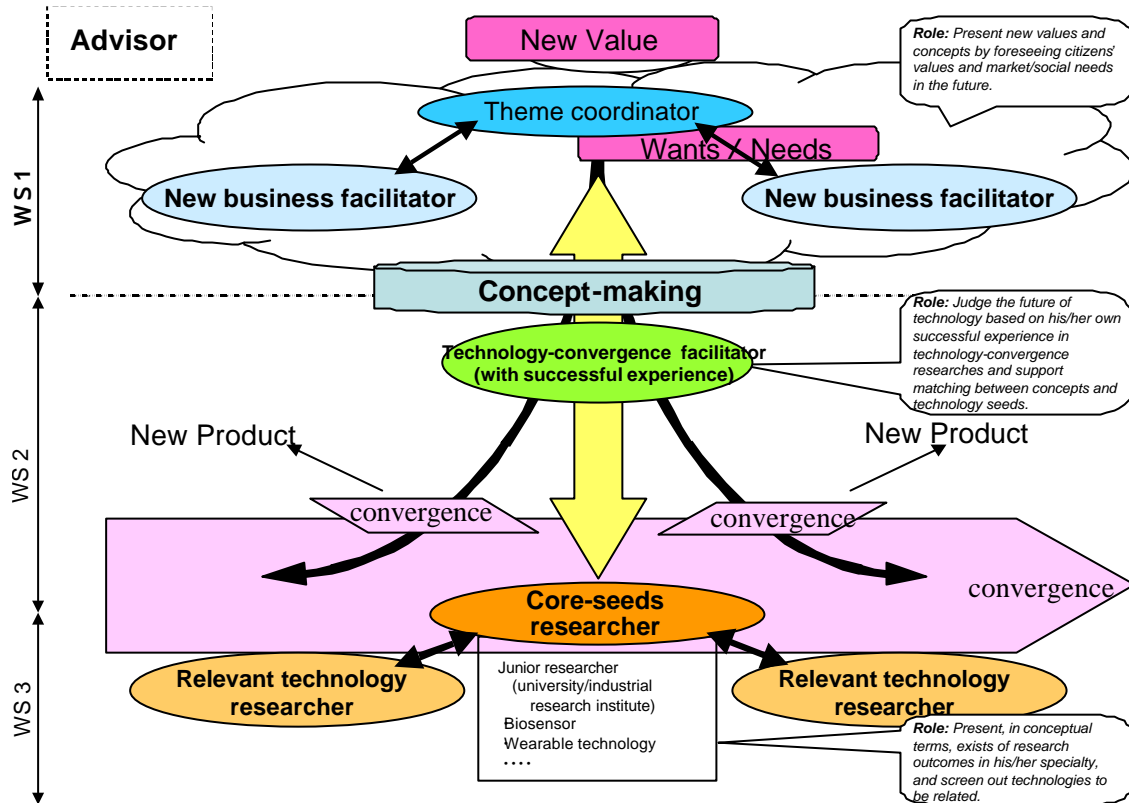 Advisor
New Value
Role: Present new values and
concepts by foreseeing citizens'
values and market/social needs
in the future.
Theme coordinator
Wants / Needs
New business facilitator
New business facilitator
WS1
Concept-making
Role: Judge the future of
technology based on his/her own
successful experience in
technology-convergence
researches and support
matching between concepts and
technology seeds.
Technology-convergence facilitator
(with successful experience)
New Product
New Product
WS 2
convergence
convergence
convergence
Core-seeds
researcher
Relevant technology
researcher
Junior researcher
(university/industrial
research institute)
Biosensor
Wearable technology
....
Relevant technology
researcher
WS 3
Role: Present, in conceptual
terms, exists of research
outcomes in his/her specialty,
and screen out technologies to
be related.